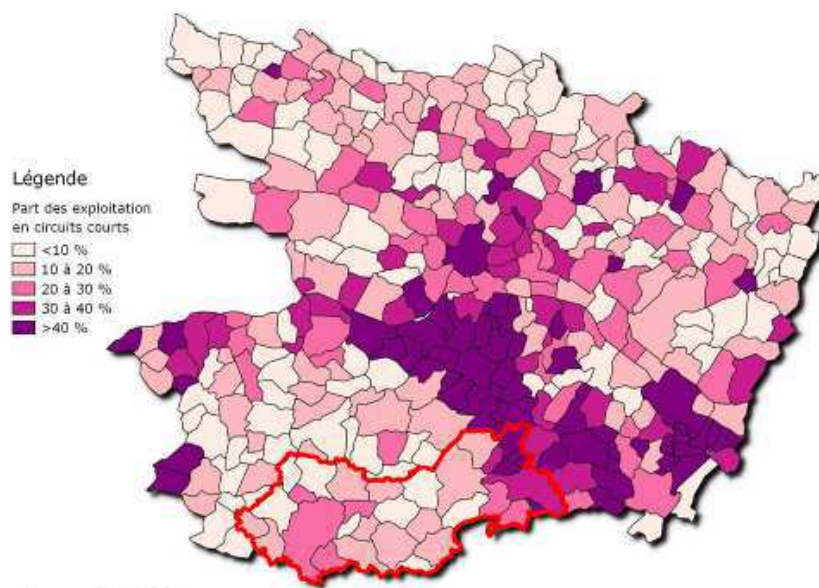 Légende
Part des exploitation
en circuits courts
<10 %
10 à 20 %
20 à 30 %
30 à 40 %
>40 %